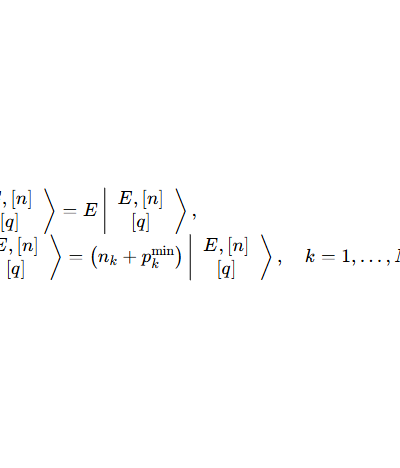 E, [n] [q] ⟩ = E | E, [n] [q] ⟩ ,
E, [n] [q] ⟩ = (n_k + p_k^min) | E, [n] [q] ⟩ , k = 1, . . . ,